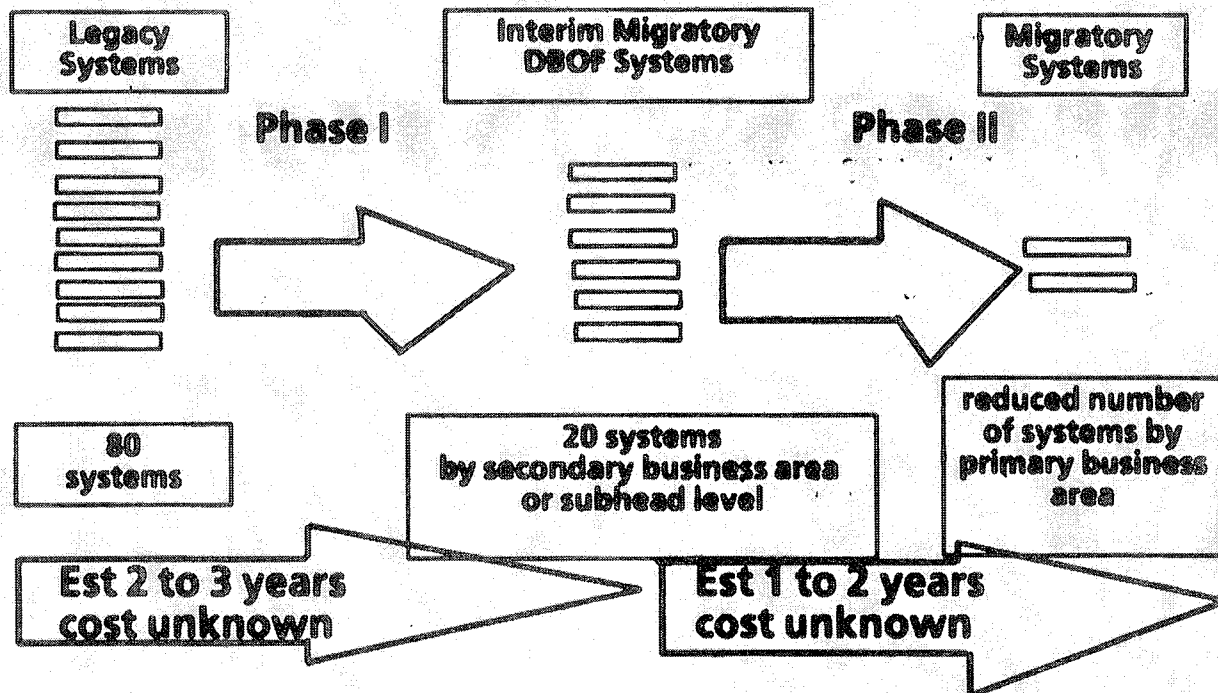 Legacy
Systems
Interim Migratory
DBOF Systems
Migratory
Systems
Phase I
Phase II
80
systems
20 systems
by secondary business area
or subhead level
reduced number
of systems by
primary business
area
Est 2 to 3 years
cost unknown
Est 1 to 2 years
cost unknown